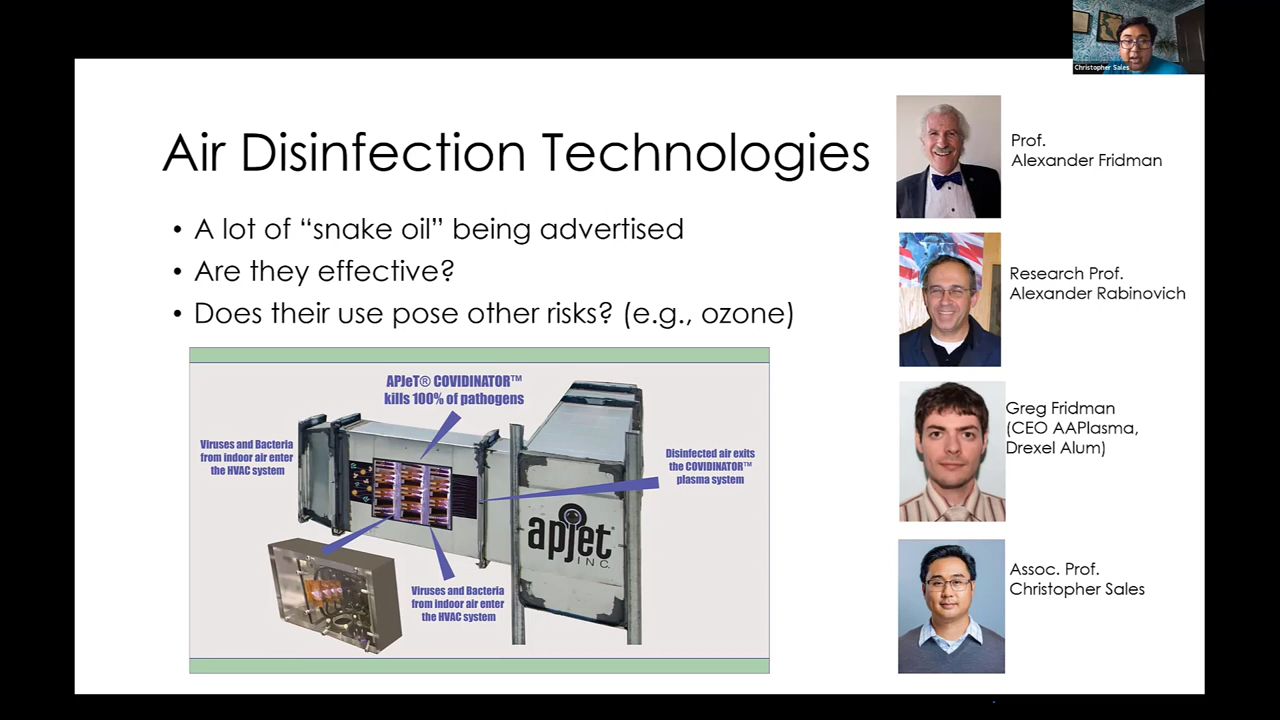 Christopher Sales
Air Disinfection Technologies
• A lot of “snake oil” being advertised
• Are they effective?
• Does their use pose other risks? (e.g., ozone)
APJeT® COVIDINATOR™
kills 100% of pathogens
Viruses and Bacteria
from indoor air enter
the HVAC system
Disinfected air exits
the COVIDINATOR™
plasma system
apjet
INC.
Viruses and Bacteria
from indoor air enter
the HVAC system
Prof.
Alexander Fridman
Research Prof.
Alexander Rabinovich
Greg Fridman
(CEO AAPlasma,
Drexel Alum)
Assoc. Prof.
Christopher Sales